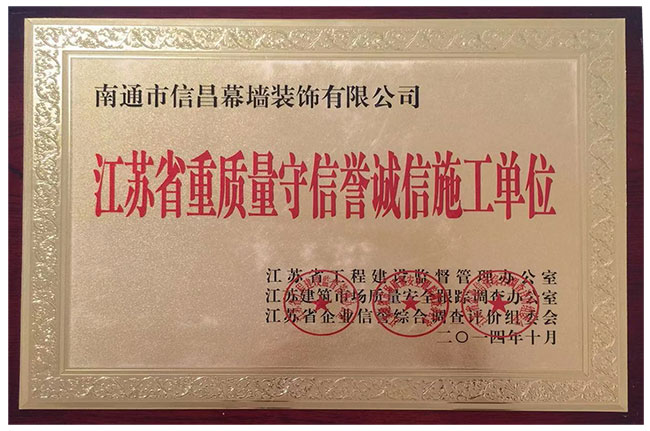 南通市信昌幕墙装饰有限公司
江苏省重质量守信誉诚信施工单位
江苏省工程建设监督管理办公室
江苏建筑市场质量安全跟踪调查办公室
江苏省企业信誉综合调查评价组委会
二〇一四年十月